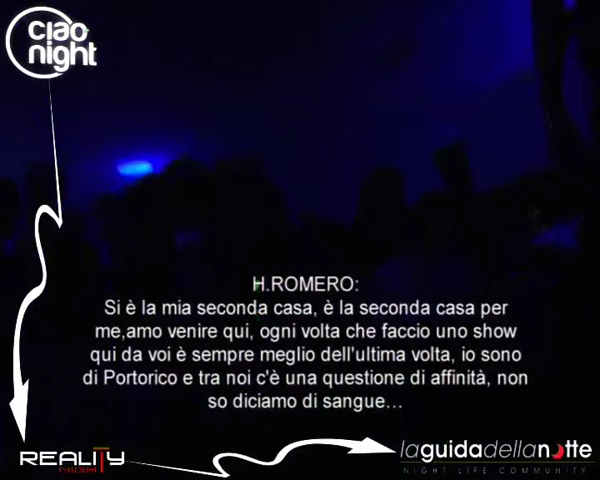 ciao
night
H.ROMERO:
Si è la mia seconda casa, è la seconda casa per
me,amo venire qui, ogni volta che faccio uno show
qui da voi è sempre meglio dell'ultima volta, io sono
di Portorico e tra noi c'è una questione di affinità, non
so diciamo di sangue...
REALITY
NIGHT
laguidadellanotte
NIGHT LIFE COMMUNITY